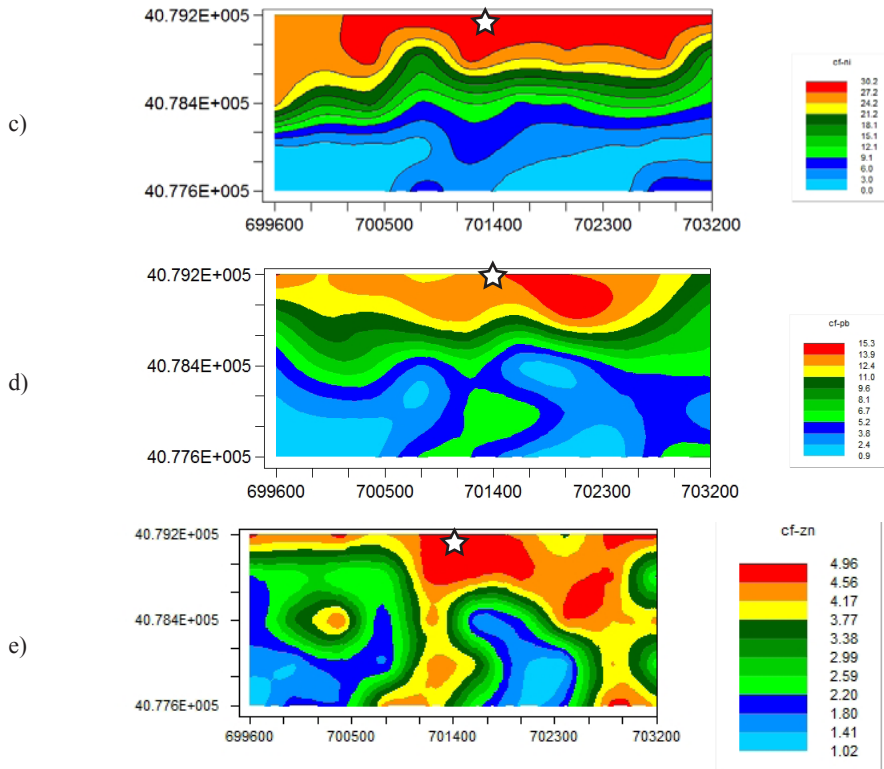 40.792E+005
40.784E+005
c)
40.776E+005
699600 700500 701400 702300 703200
cf-ni
30.2
27.2
24.2
21.2
18.1
15.1
12.1
9.1
6.0
3.0
0.0
40.792E+005
40.784E+005
d)
40.776E+005
699600 700500 701400 702300 703200
cf-pb
15.3
13.9
12.4
11.0
9.6
8.1
6.7
5.2
3.8
2.4
0.9
40.792E+005
40.784E+005
e)
40.776E+005
699600 700500 701400 702300 703200
cf-zn
4.96
4.56
4.17
3.77
3.38
2.99
2.59
2.20
1.80
1.41
1.02